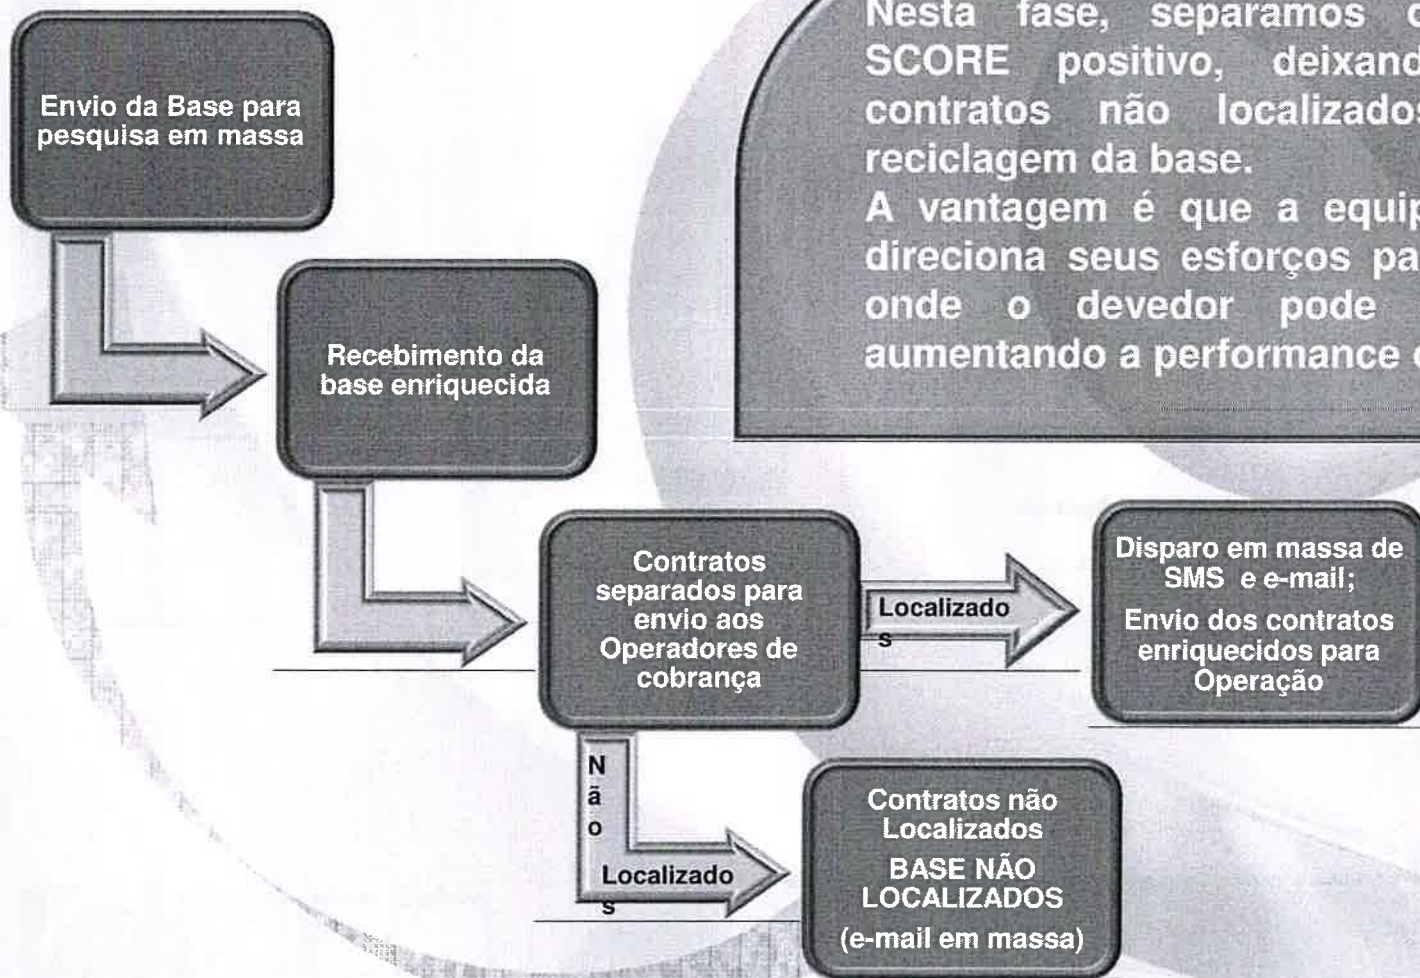 Nesta fase, separamos
SCORE positivo,
contratos não
reciclagem da base.
A vantagem é que a
direciona seus esforços
onde o devedor pode
aumentando a performance
Envio da Base para
pesquisa em massa
Recebimento da
base enriquecida
Contratos
separados para
envio aos
Operadores de
cobrança
Localizado
s
Disparo em massa de
SMS e e-mail;
Envio dos contratos
enriquecidos para
Operação
N
ã
o
Localizado
s
Contratos não
Localizados
BASE NÃO
LOCALIZADOS
(e-mail em massa)